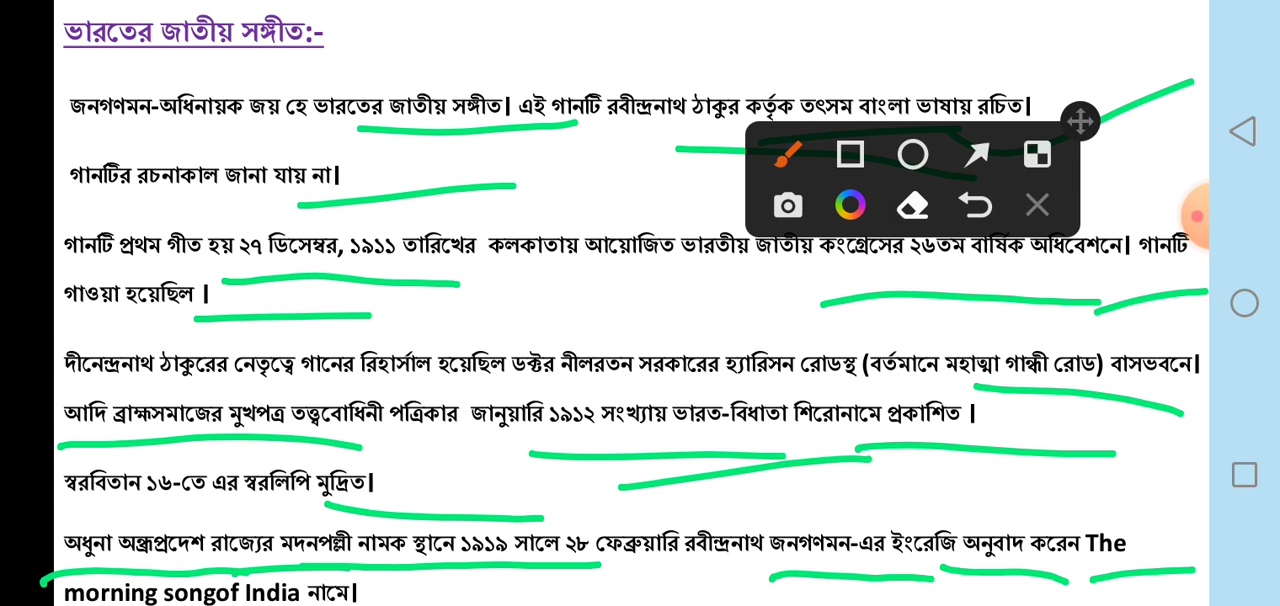 ভারতের জাতীয় সঙ্গীত:-
জনগণমন-অধিনায়ক জয় হে ভারতের জাতীয় সঙ্গীত| এই গানটি রবীন্দ্রনাথ ঠাকুর কর্তৃক তৎসম বাংলা ভাষায় রচিত|
গানটির রচনাকাল জানা যায় না|
গানটি প্রথম গীত হয় ২৭ ডিসেম্বর, ১৯১১ তারিখের কলকাতায় আয়োজিত ভারতীয় জাতীয় কংগ্রেসের ২৬তম বার্ষিক অধিবেশনে| গানটি
গাওয়া হয়েছিল |
দীনেন্দ্রনাথ ঠাকুরের নেতৃত্বে গানের রিহার্সাল হয়েছিল ডক্টর নীলরতন সরকারের হ্যারিসন রোডস্থ (বর্তমানে মহাত্মা গান্ধী রোড) বাসভবনে|
আদি ব্রাহ্মসমাজের মুখপত্র তত্ত্ববোধিনী পত্রিকার জানুয়ারি ১৯১২ সংখ্যায় ভারত-বিধাতা শিরোনামে প্রকাশিত |
স্বরবিতান ১৬-তে এর স্বরলিপি মুদ্রিত|
অধুনা অন্ধ্রপ্রদেশ রাজ্যের মদনপল্লী নামক স্থানে ১৯১৯ সালে ২৮ ফেব্রুয়ারি রবীন্দ্রনাথ জনগণমন-এর ইংরেজি অনুবাদ করেন The
morning songof India নামে|